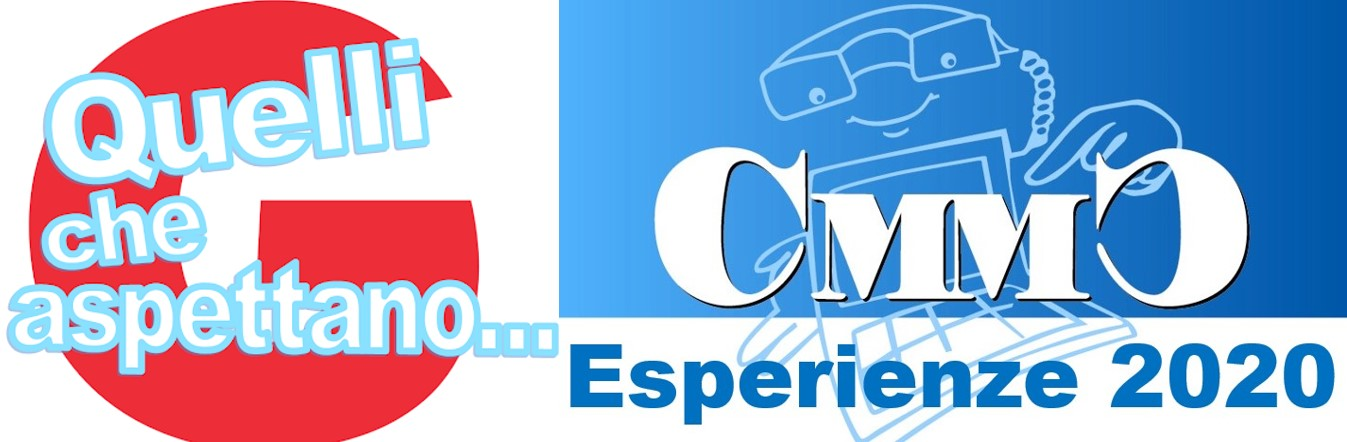 Quelli
che
aspettano...
CMMC
Esperienze 2020